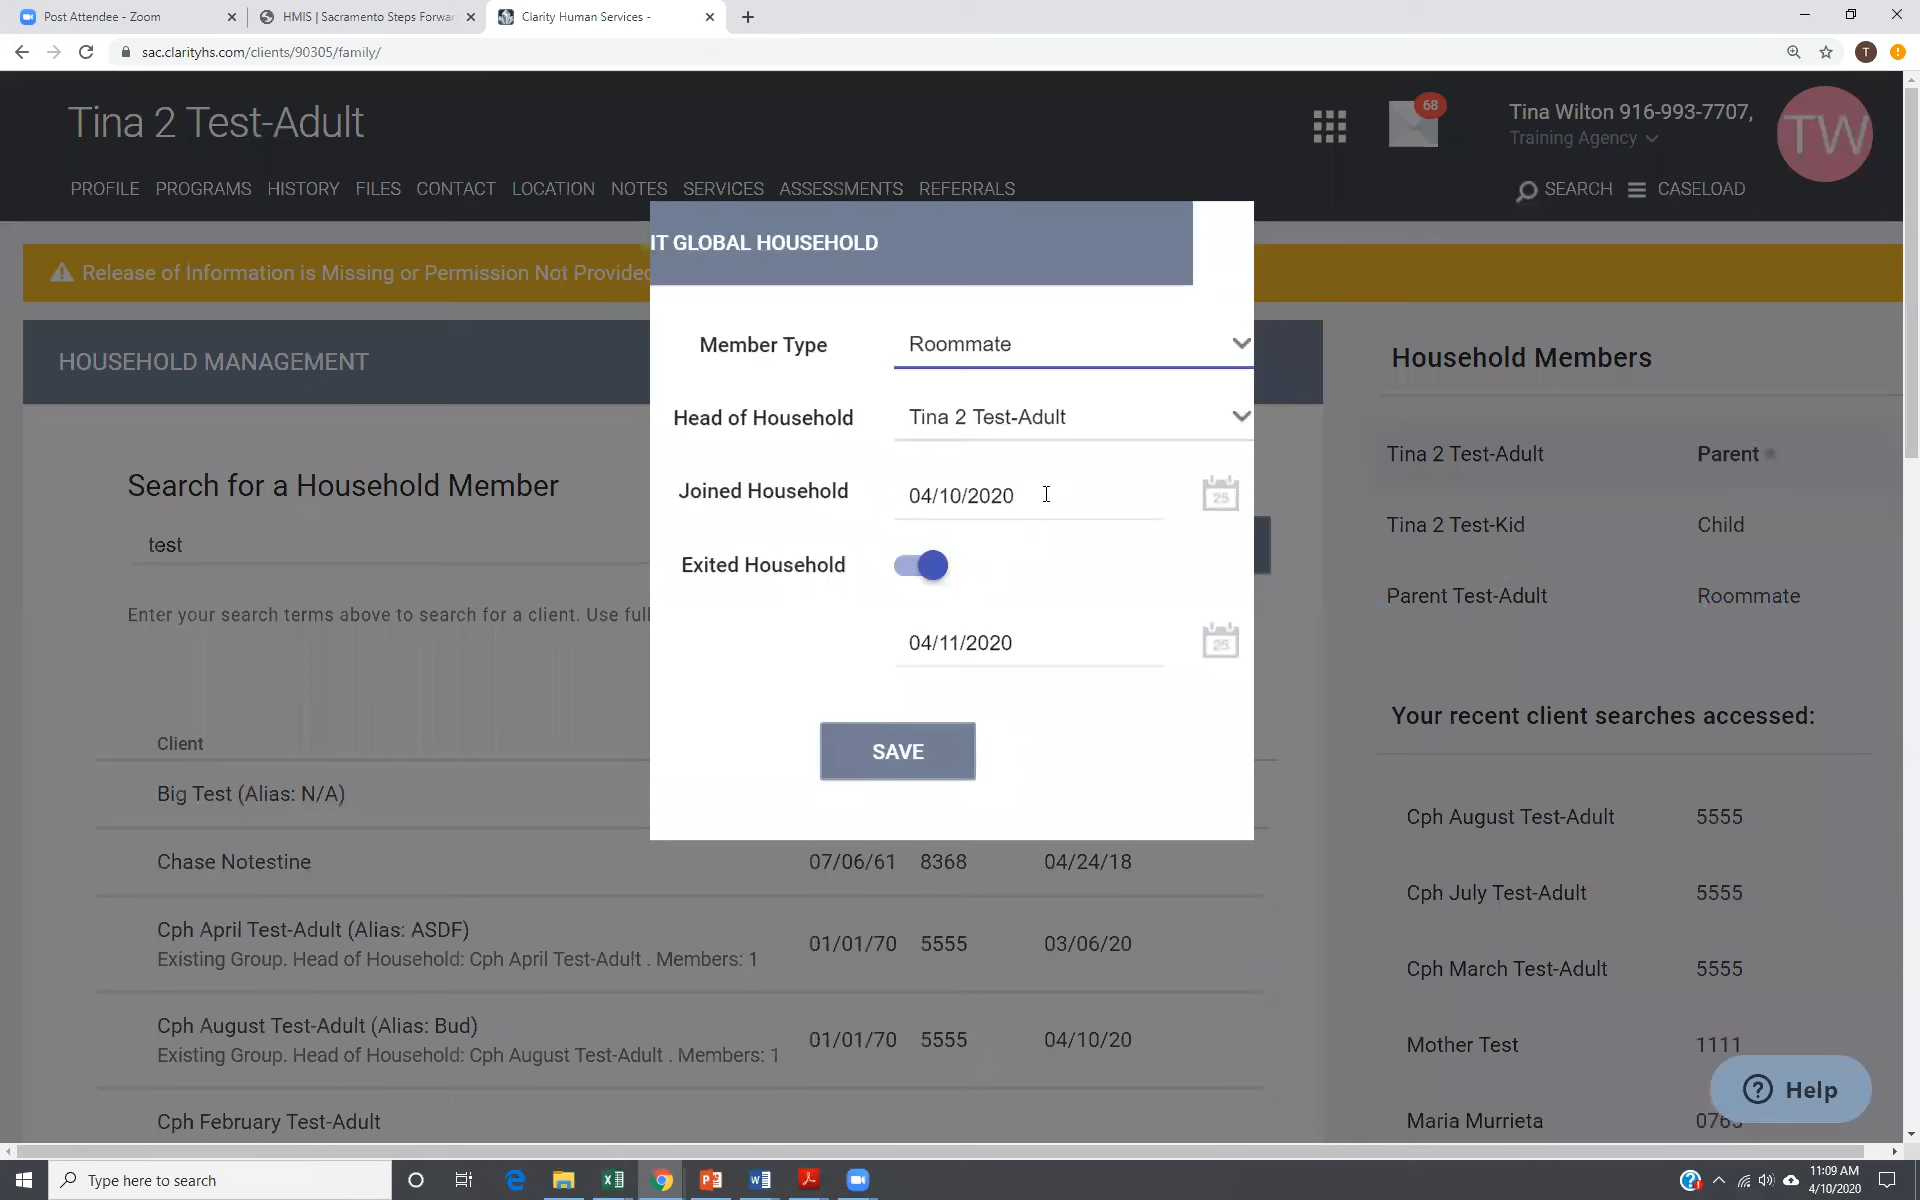 Post Attendee - Zoom
HMIS | Sacramento Steps Forwar
Clarity Human Services -
sac.clarityhs.com/clients/90305/family/
T
Tina 2 Test-Adult
68
Tina Wilton 916-993-7707,
Training Agency
TW
PROFILE PROGRAMS HISTORY FILES CONTACT LOCATION NOTES SERVICES ASSESSMENTS REFERRALS
SEARCH CASELOAD
Release of Information is Missing or Permission Not Provided
IT GLOBAL HOUSEHOLD
Member Type Roommate
Head of Household Tina 2 Test-Adult
Joined Household 04/10/2020
25
Exited Household
04/11/2020
25
SAVE
HOUSEHOLD MANAGEMENT
Search for a Household Member
test
Enter your search terms above to search for a client. Use full
Client
Big Test (Alias: N/A)
Chase Notestine 07/06/61 8368 04/24/18
Cph April Test-Adult (Alias: ASDF)
Existing Group. Head of Household: Cph April Test-Adult . Members: 1
01/01/70 5555 03/06/20
Cph August Test-Adult (Alias: Bud)
Existing Group. Head of Household: Cph August Test-Adult . Members: 1
01/01/70 5555 04/10/20
Cph February Test-Adult
Household Members
Tina 2 Test-Adult Parent
Tina 2 Test-Kid Child
Parent Test-Adult Roommate
Your recent client searches accessed:
Cph August Test-Adult 5555
Cph July Test-Adult 5555
Cph March Test-Adult 5555
Mother Test 1111
Maria Murrieta
Help
Type here to search
11:09 AM
4/10/2020